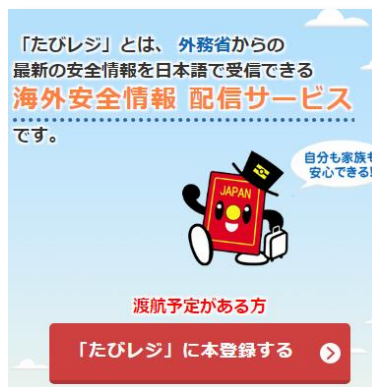 「たびレジ」とは、外務省からの
最新の安全情報を日本語で受信できる
海外安全情報 配信サービス
です。
自分も家族も
安心できる!
JAPAN
渡航予定がある方
「たびレジ」に本登録する